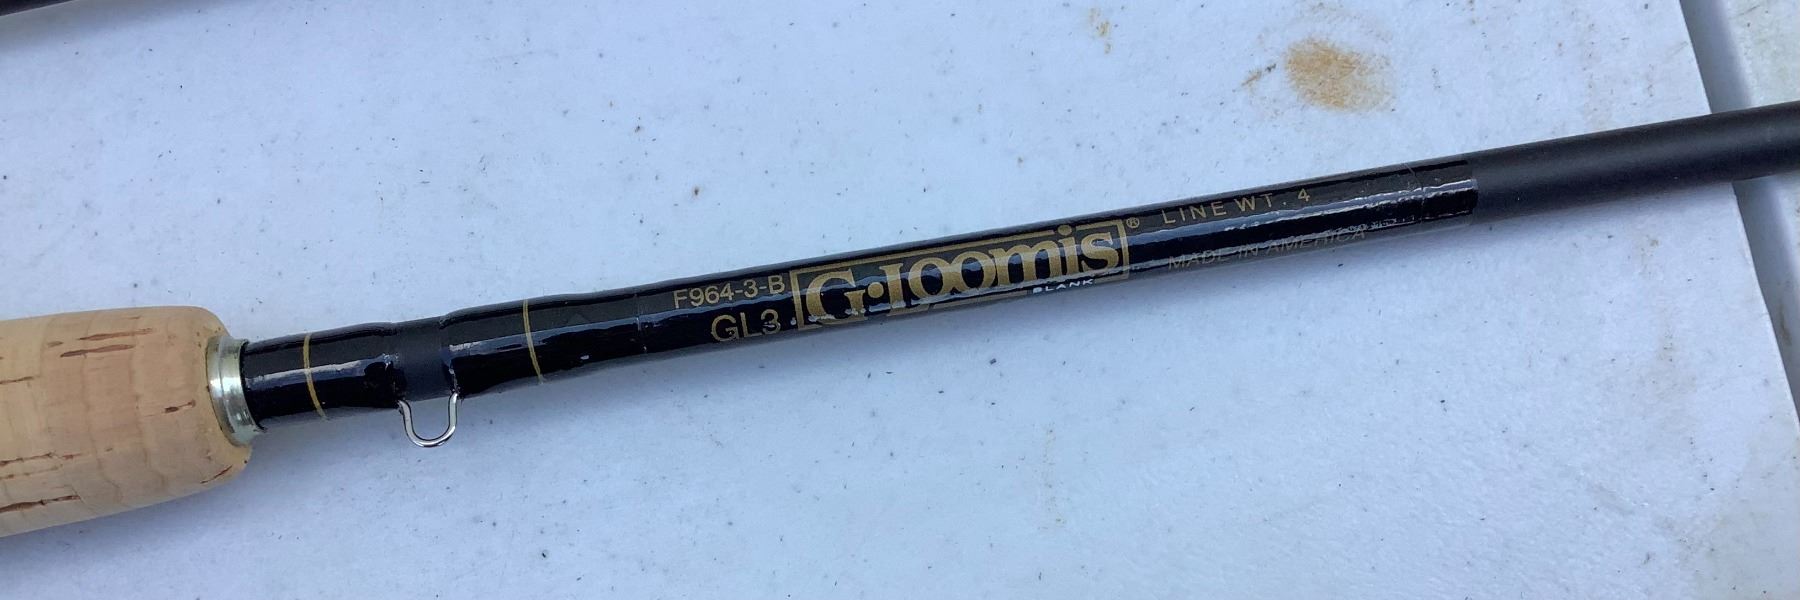 F964-3-B
GL3
G·Loomis®
BLANK
LINE WT. 4
MADE IN AMERICA